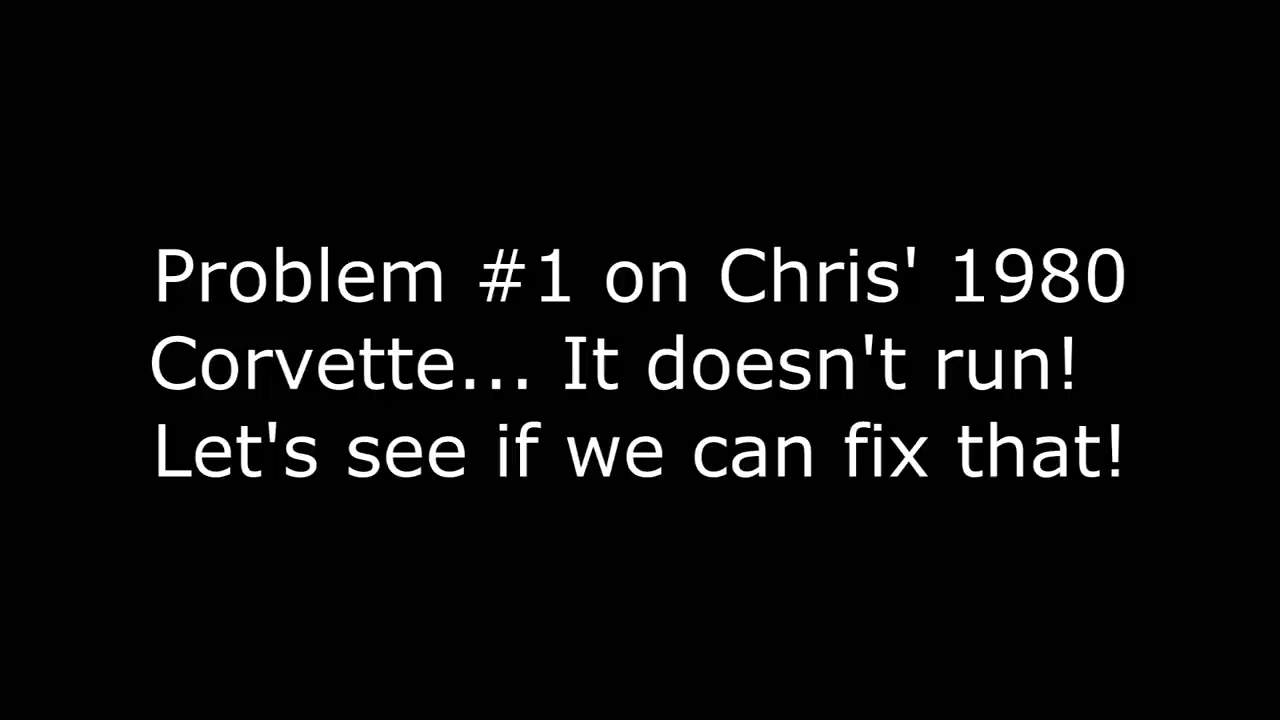 Problem #1 on Chris' 1980
Corvette... It doesn't run!
Let's see if we can fix that!